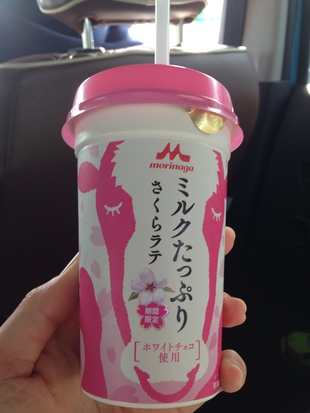 morinaga
ミルクたっぷり
さくらラテ
期間
限定
ホワイトチョコ
使用